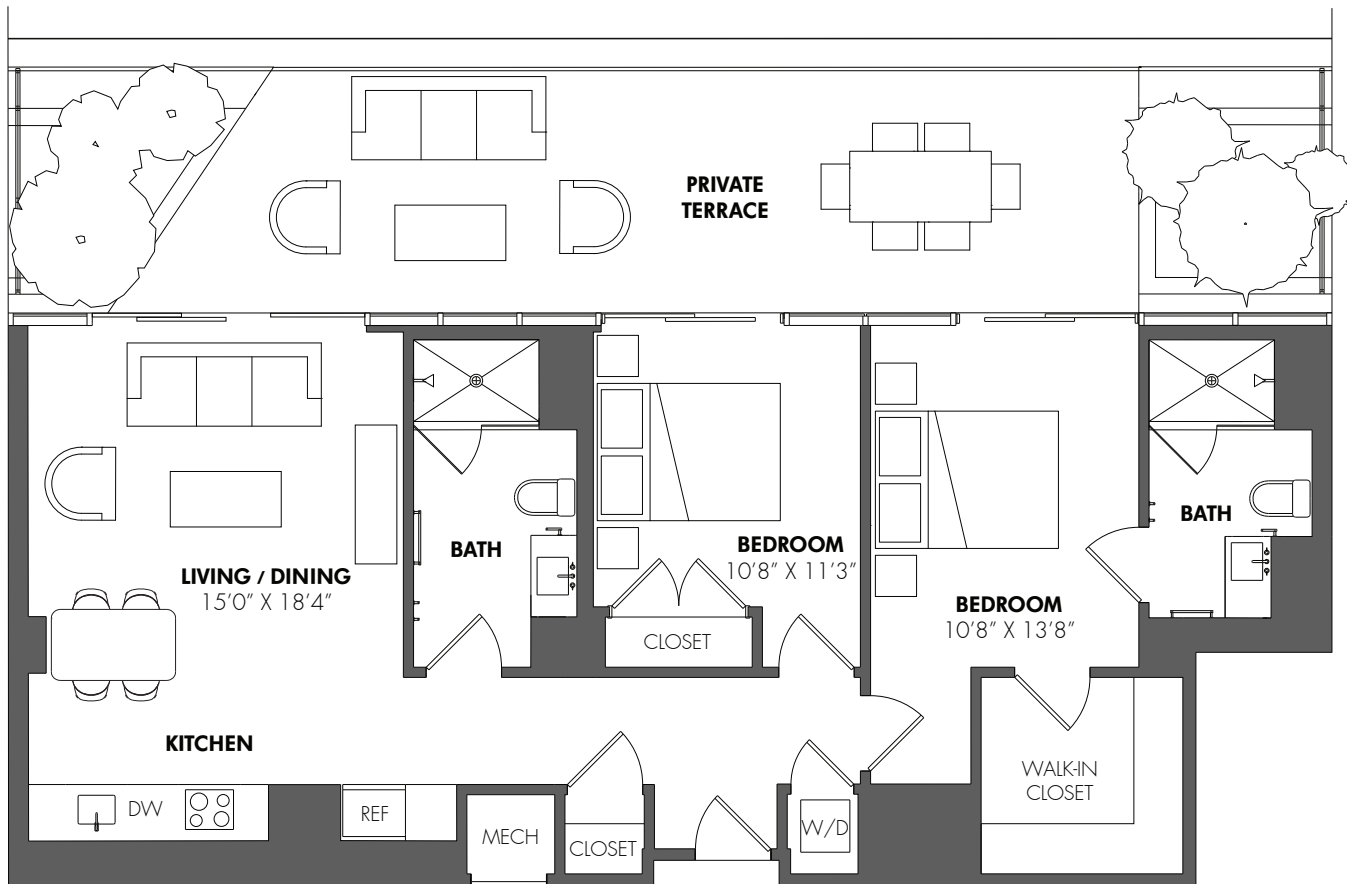 PRIVATE
TERRACE
BATH
BEDROOM
10'8" X 11'3"
BATH
LIVING / DINING
15'0" X 18'4"
BEDROOM
10'8" X 13'8"
CLOSET
KITCHEN
WALK-IN
CLOSET
DW
REF
MECH
CLOSET
W/D